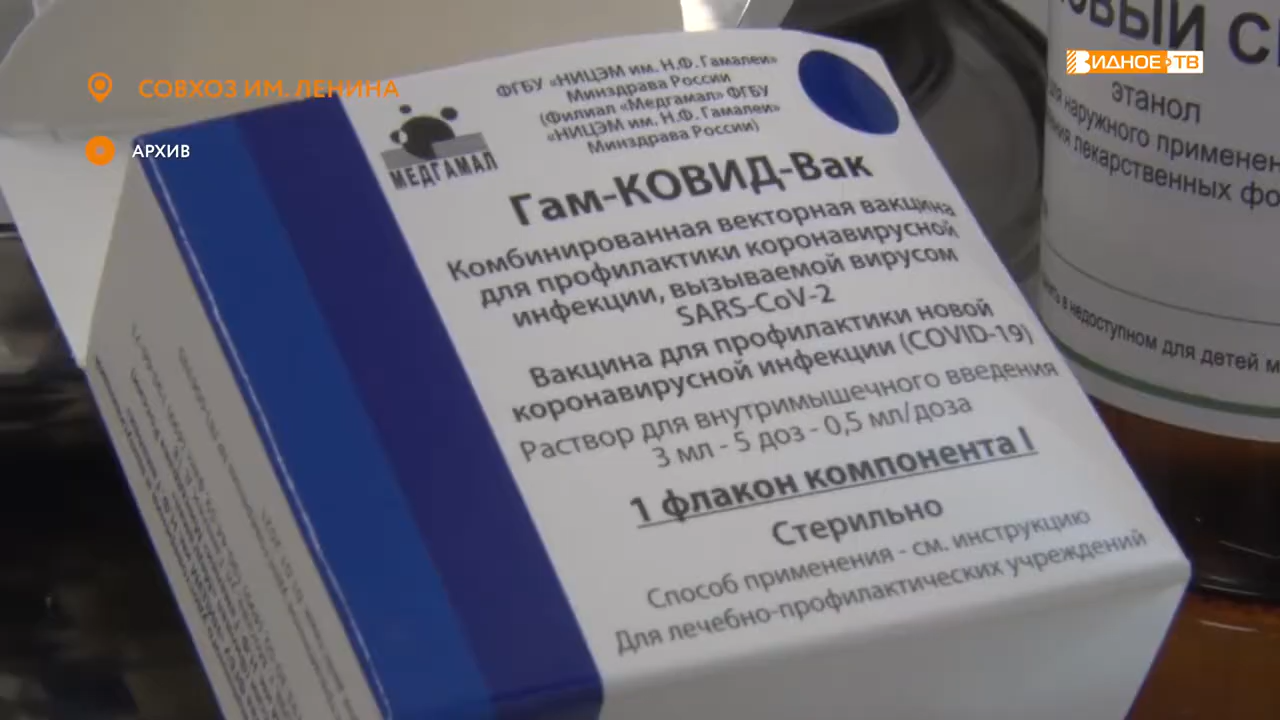 СОВХОЗ ИМ. ЛЕНИНА
АРХИВ
ВИДНОЕ ТВ
МЕДГАМАЛ
ФГБУ «НИЦЭМ им. Н.Ф. Гамалеи»
Минздрава России
(Филиал «Медгамал» ФГБУ
«НИЦЭМ им. Н.Ф. Гамалеи»
Минздрава России)
Гам-КОВИД-Вак
Комбинированная векторная вакцина
для профилактики коронавирусной
инфекции, вызываемой вирусом
SARS-CoV-2
Вакцина для профилактики новой
коронавирусной инфекции (COVID-19)
Раствор для внутримышечного введения
3 мл - 5 доз - 0,5 мл/доза
1 флакон компонента I
Стерильно
Способ применения - см. инструкцию
Для лечебно-профилактических учреждений
этанол
наружного
лекарственных
в недоступном для детей